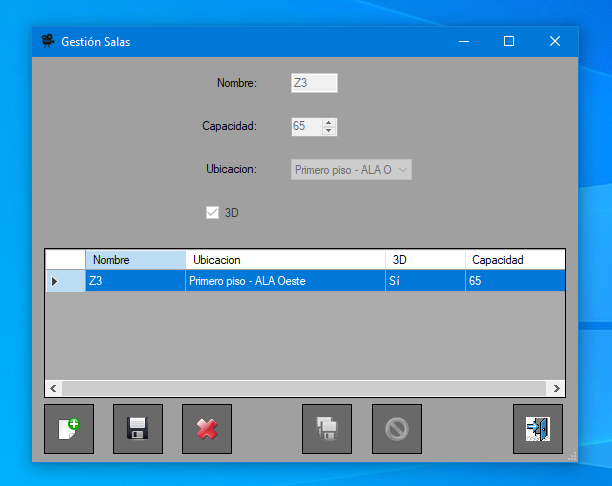 Gestión Salas
Nombre: Z3
Capacidad: 65
Ubicacion: Primero piso - ALA O
3D
Nombre Ubicacion 3D Capacidad
Z3 Primero piso - ALA Oeste Sí 65